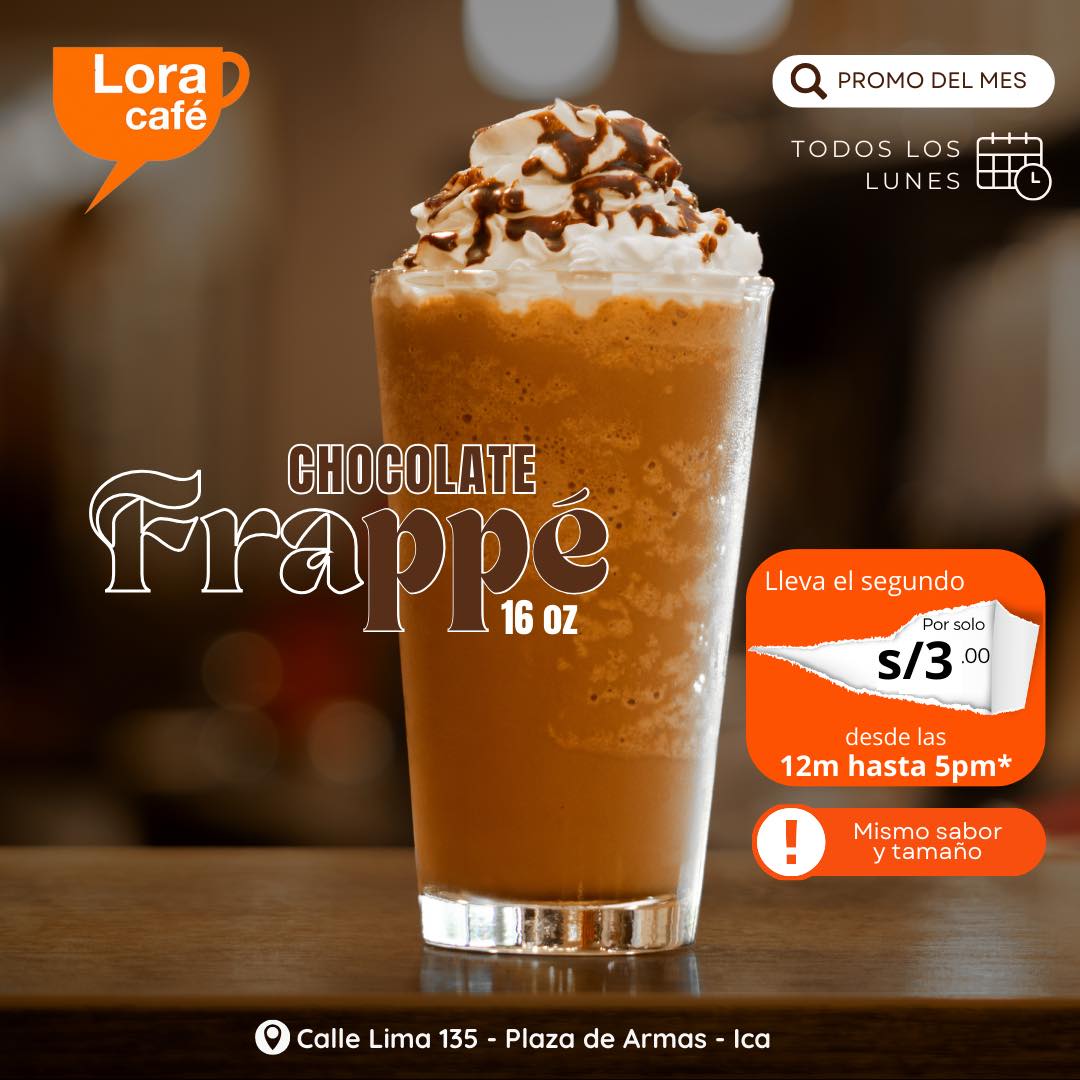 Lora
café
PROMO DEL MES
TODOS LOS
LUNES
CHOCOLATE
Frappé
16 oz
Lleva el segundo
Por solo
s/3 .00
desde las
12m hasta 5pm*
!
Mismo sabor
y tamaño
Calle Lima 135 - Plaza de Armas - Ica